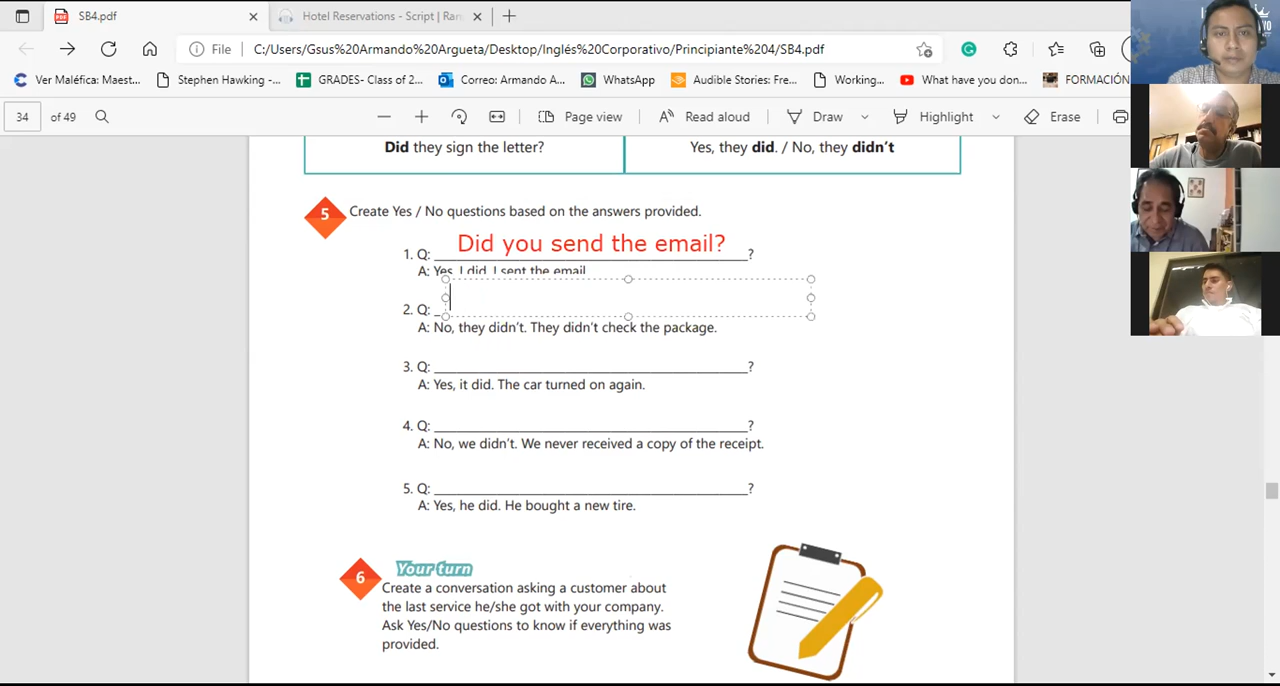 SB4.pdf
Hotel Reservations - Script | Ran
File C:/Users/Gsus%20Armando%20Argueta/Desktop/Inglés%20Corporativo/Principiante%204/SB4.pdf
Ver Maléfica: Maest... Stephen Hawking -... GRADES- Class of 2... Correo: Armando A... WhatsApp Audible Stories: Fre... Working... What have you don... FORMACIÓN
34 of 49 Page view Read aloud Draw Highlight Erase
Did they sign the letter? Yes, they did. / No, they didn't
5 Create Yes / No questions based on the answers provided.
1. Q: Did you send the email? ?
A: Yes, I did. I sent the email.
2. Q:
A: No, they didn't. They didn't check the package.
3. Q: ?
A: Yes, it did. The car turned on again.
4. Q: ?
A: No, we didn't. We never received a copy of the receipt.
5. Q: ?
A: Yes, he did. He bought a new tire.
6 Your turn
Create a conversation asking a customer about
the last service he/she got with your company.
Ask Yes/No questions to know if everything was
provided.